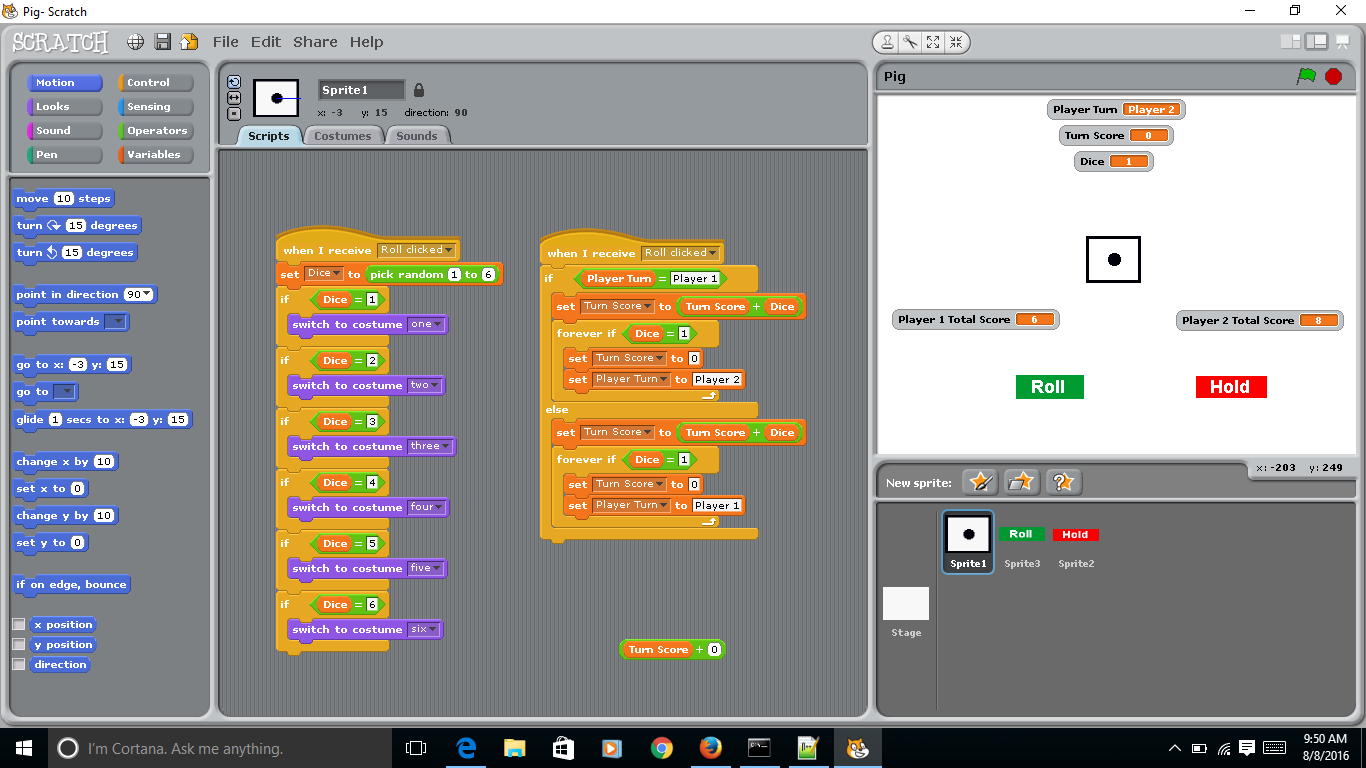 Pig- Scratch
SCRATCH File Edit Share Help
Motion Control
Looks Sensing
Sound Operators
Pen Variables
move 10 steps
turn 15 degrees
turn 15 degrees
point in direction 90
point towards
go to x: -3 y: 15
go to
glide 1 secs to x: -3 y: 15
change x by 10
set x to 0
change y by 10
set y to 0
if on edge, bounce
x position
y position
direction
Sprite1
x: -3 y: 15 direction: 90
Scripts Costumes Sounds
when I receive Roll clicked
set Dice to pick random 1 to 6
if Dice = 1
switch to costume one
if Dice = 2
switch to costume two
if Dice = 3
switch to costume three
if Dice = 4
switch to costume four
if Dice = 5
switch to costume five
if Dice = 6
switch to costume six
when I receive Roll clicked
if Player Turn = Player 1
set Turn Score to Turn Score + Dice
forever if Dice = 1
set Turn Score to 0
set Player Turn to Player 2
else
set Turn Score to Turn Score + Dice
forever if Dice = 1
set Turn Score to 0
set Player Turn to Player 1
Turn Score + 0
Pig
Player Turn Player 2
Turn Score 0
Dice 1
Player 1 Total Score 6
Player 2 Total Score 8
Roll Hold
x: -203 y: 249
New sprite:
Roll Hold
Sprite1 Sprite3 Sprite2
Stage
I'm Cortana. Ask me anything.
9:50 AM
8/8/2016